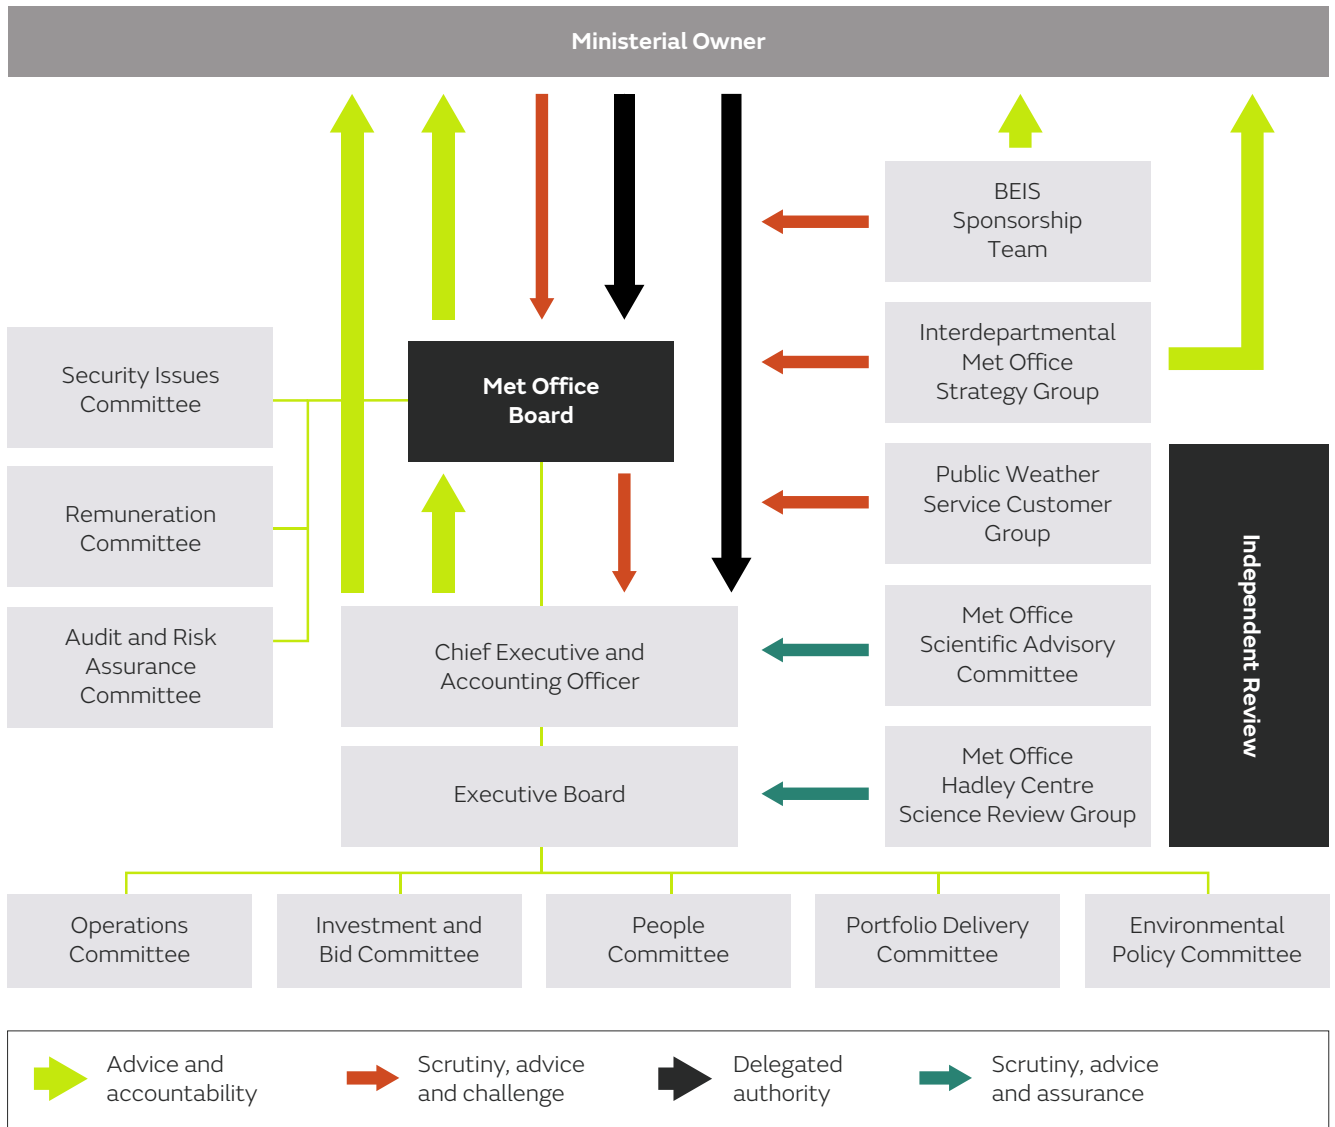 Ministerial Owner
BEIS
Sponsorship
Team
Interdepartmental
Met Office
Strategy Group
Security Issues
Committee
Met Office
Board
Public Weather
Service Customer
Group
Remuneration
Committee
Independent Review
Audit and Risk
Assurance
Committee
Chief Executive and
Accounting Officer
Met Office
Scientific Advisory
Committee
Executive Board
Met Office
Hadley Centre
Science Review Group
Operations
Committee
Investment and
Bid Committee
People
Committee
Portfolio Delivery
Committee
Environmental
Policy Committee
Advice and
accountability
Scrutiny, advice
and challenge
Delegated
authority
Scrutiny, advice
and assurance